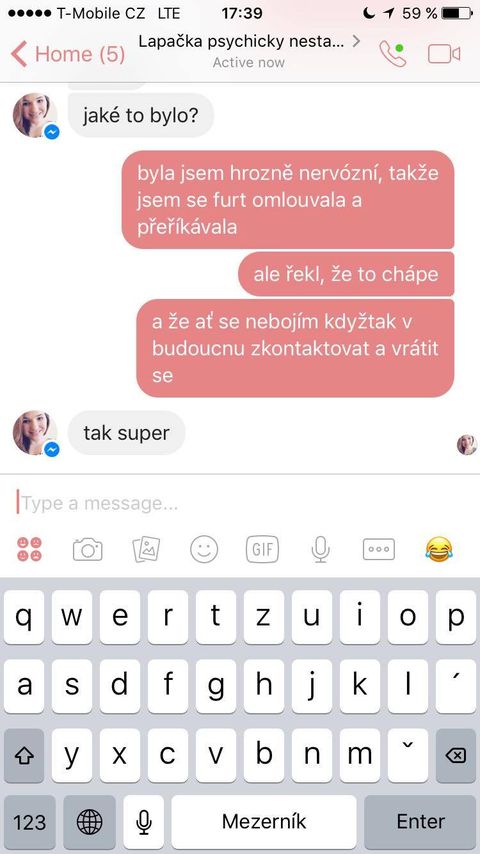 T-Mobile CZ LTE 17:39 59 %
Home (5) Lapačka psychicky nesta... >
Active now
jaké to bylo?
byla jsem hrozně nervózní, takže
jsem se furt omlouvala a
přeříkávala
ale řekl, že to chápe
a že ať se nebojím kdyžtak v
budoucnu zkontaktovat a vrátit
se
tak super
Type a message...
GIF
q w e r t z u i o p
a s d f g h j k l ´
y x c v b n m ˇ
123 Mezerník Enter